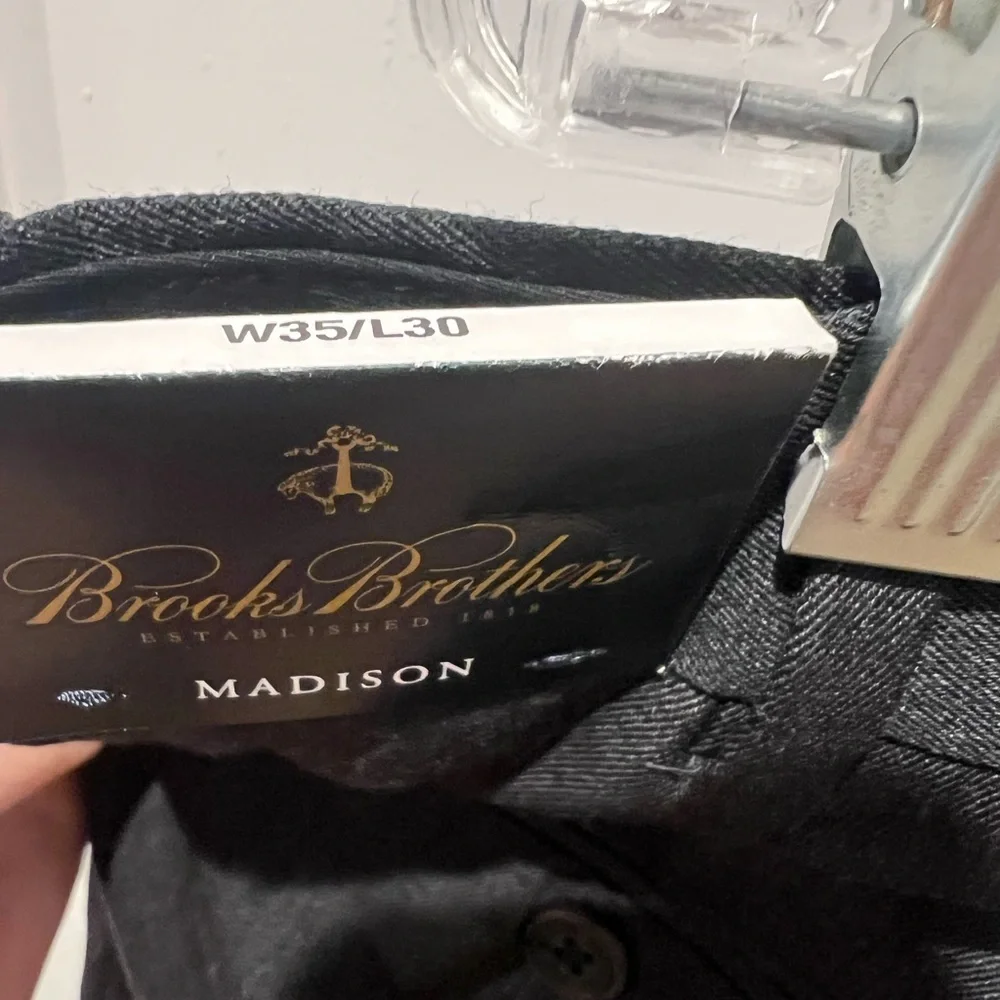 W35/L30
Brooks Brothers
ESTABLISHED 1818
MADISON